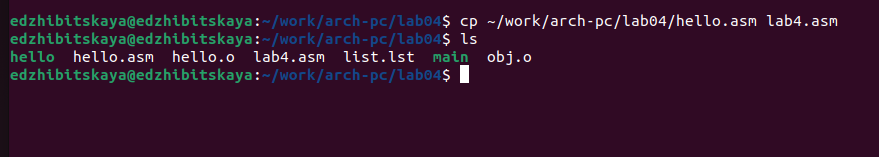 edzhibitskaya@edzhibitskaya:~/work/arch-pc/lab04$ cp ~/work/arch-pc/lab04/hello.asm lab4.asm
edzhibitskaya@edzhibitskaya:~/work/arch-pc/lab04$ ls
hello  hello.asm  hello.o  lab4.asm  list.lst  main  obj.o
edzhibitskaya@edzhibitskaya:~/work/arch-pc/lab04$